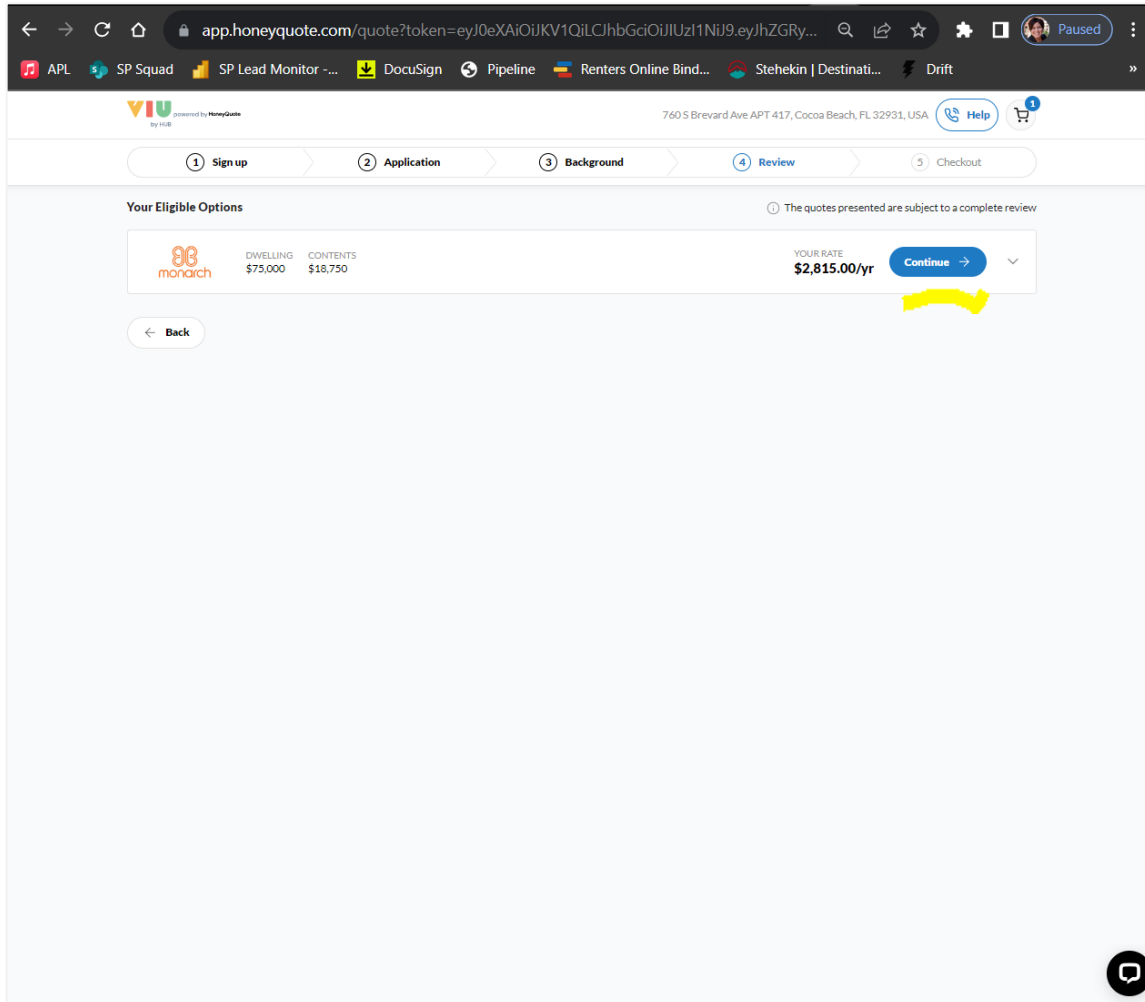 app.honeyquote.com/quote?token=eyJ0eXAiOiJKV1QiLCJhbGciOiJIUzI1NiJ9.eyJhZGRy... Paused
APL SP Squad SP Lead Monitor -... DocuSign Pipeline Renters Online Bind... Stehekin | Destinati... Drift »
VIU powered by HoneyQuote 760 S Brevard Ave APT 417, Cocoa Beach, FL 32931, USA Help 1
by HUB
1 Sign up 2 Application 3 Background 4 Review 5 Checkout
Your Eligible Options The quotes presented are subject to a complete review
monarch DWELLING CONTENTS YOUR RATE
$75,000 $18,750 $2,815.00/yr Continue
Back